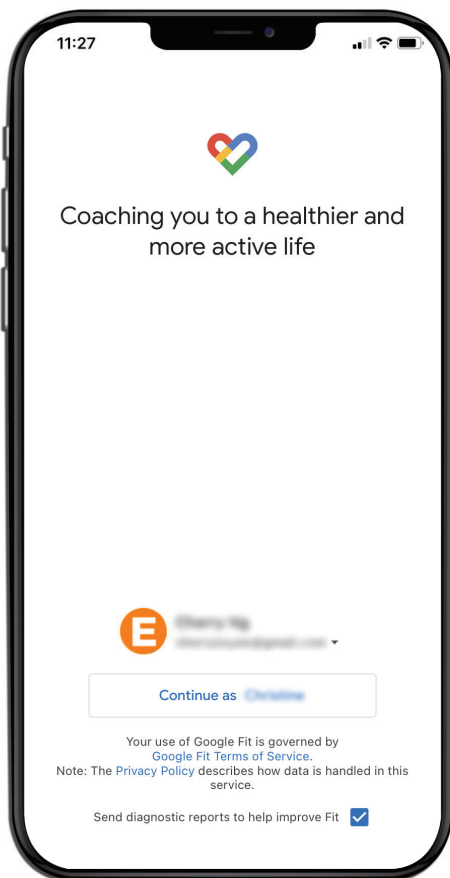 11:27
Coaching you to a healthier and
more active life
E
Continue as
Your use of Google Fit is governed by
Google Fit Terms of Service.
Note: The Privacy Policy describes how data is handled in this
service.
Send diagnostic reports to help improve Fit